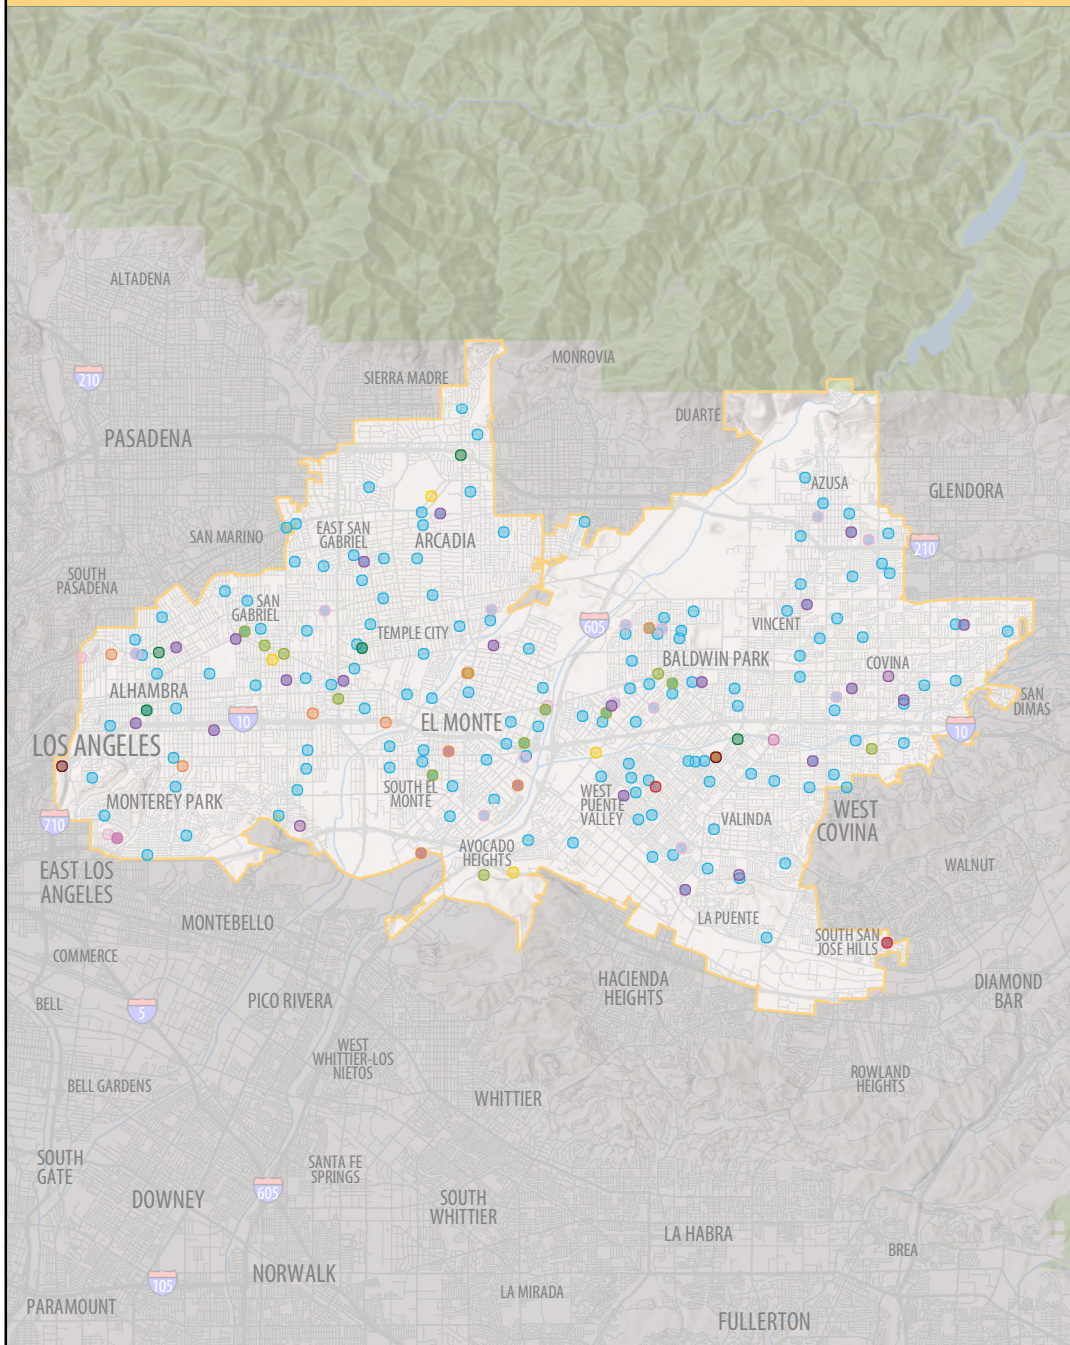 ALTADENA
MONROVIA
210
SIERRA MADRE
DUARTE
PASADENA
AZUSA
GLENDORA
EAST SAN
GABRIEL
SAN MARINO
ARCADIA
210
SOUTH
PASADENA
SAN
GABRIEL
TEMPLE CITY
605
VINCENT
BALDWIN PARK
COVINA
ALHAMBRA
SAN
DIMAS
10
EL MONTE
10
LOS ANGELES
SOUTH EL
MONTE
WEST
PUENTE
VALLEY
MONTEREY PARK
WEST
COVINA
710
VALINDA
AVOCADO
HEIGHTS
EAST LOS
ANGELES
WALNUT
MONTEBELLO
LA PUENTE
SOUTH SAN
JOSE HILLS
COMMERCE
HACIENDA
HEIGHTS
DIAMOND
BAR
BELL
5
PICO RIVERA
WEST
WHITTIER-LOS
NIETOS
BELL GARDENS
ROWLAND
HEIGHTS
WHITTIER
SOUTH
GATE
SANTA FE
SPRINGS
DOWNEY
605
SOUTH
WHITTIER
LA HABRA
BREA
NORWALK
105
LA MIRADA
PARAMOUNT
FULLERTON